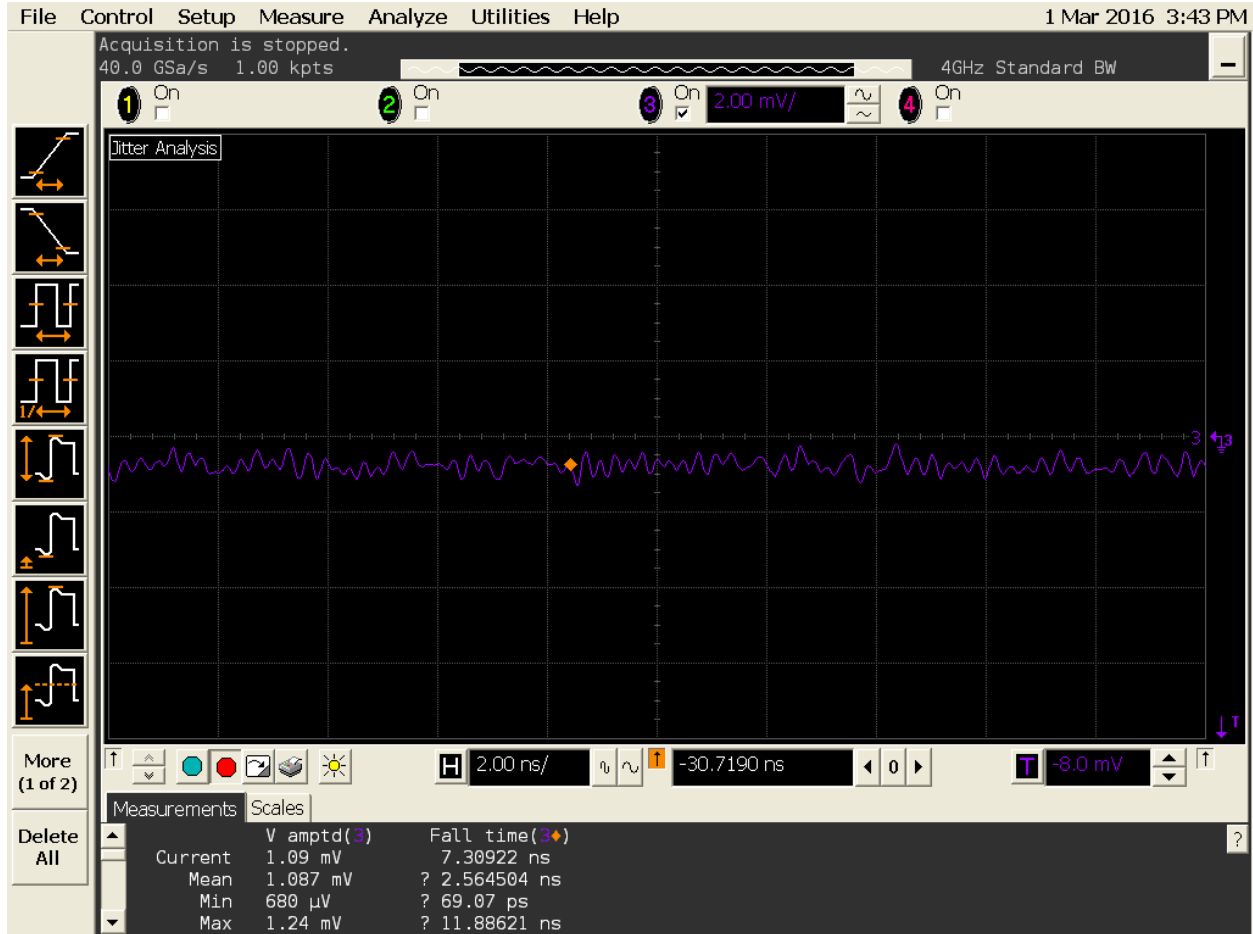 File Control Setup Measure Analyze Utilities Help 1 Mar 2016 3:43 PM
Acquisition is stopped.
40.0 GSa/s 1.00 kpts 4GHz Standard BW
1 On 2 On 3 On 2.00 mV/ 4 On
Jitter Analysis
1/
3 3
T
More
(1 of 2)
Delete
All
H 2.00 ns/ -30.7190 ns 0 T -8.0 mV
Measurements Scales
V amptd(3) Fall time(3♦)
?
Current 1.09 mV 7.30922 ns
Mean 1.087 mV ? 2.564504 ns
Min 680 µV ? 69.07 ps
Max 1.24 mV ? 11.88621 ns